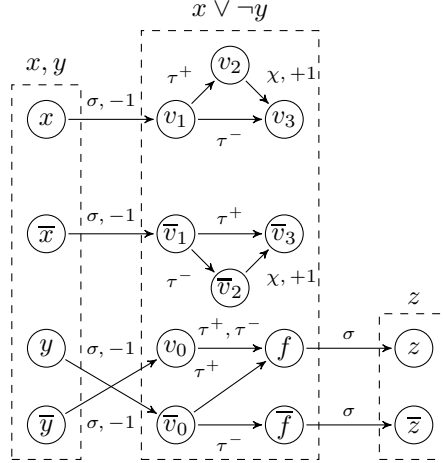 x ∨ ¬y
x, y
v₂
τ⁺ χ, +1
σ, −1
x v₁ v₃
τ⁻
σ, −1 τ⁺
x̅ v̅₁ v̅₃
τ⁻ χ, +1
v̅₂
z
σ, −1 τ⁺, τ⁻ σ
y v₀ f z
τ⁺
y̅ v̅₀ f̅ z̅
σ, −1 τ⁻ σ